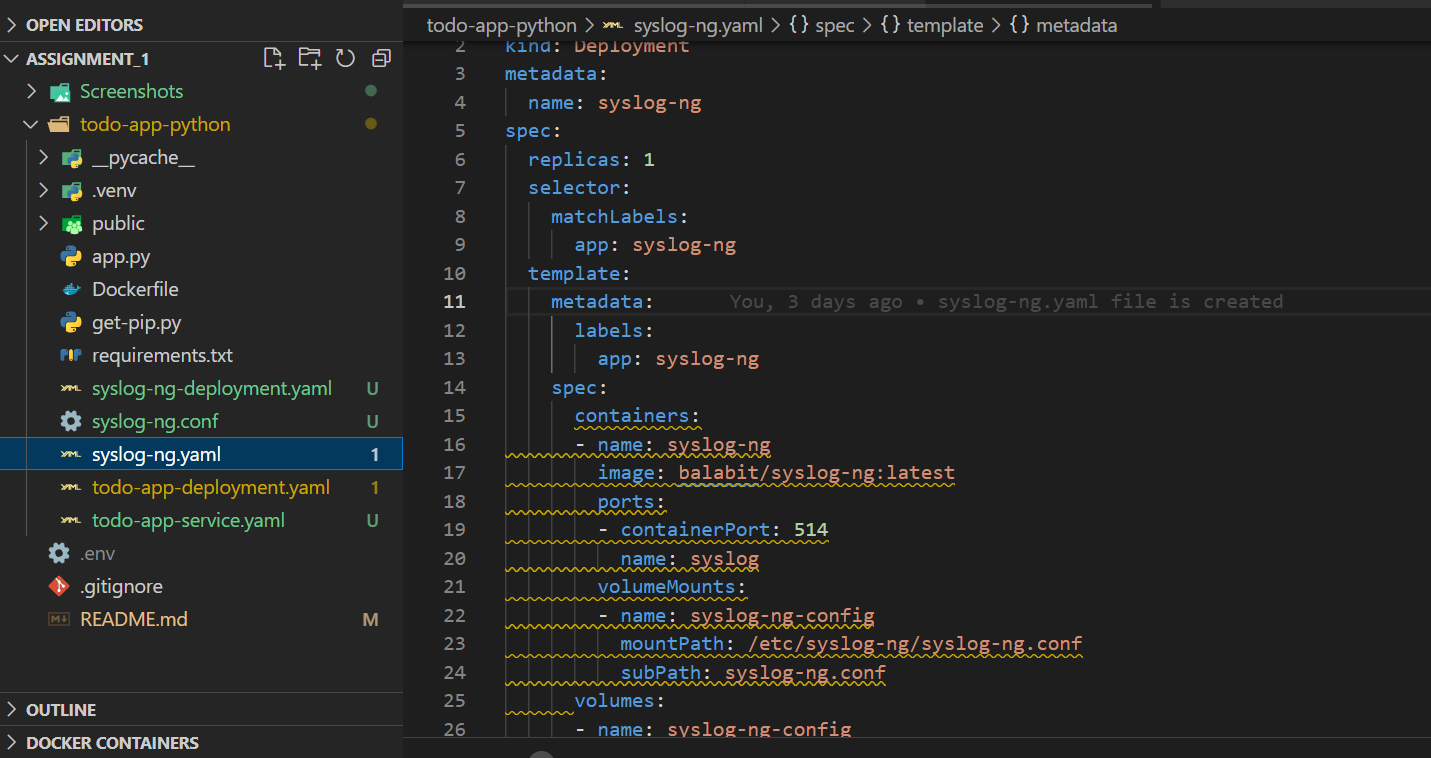 OPEN EDITORS
ASSIGNMENT_1
Screenshots
todo-app-python
__pycache__
.venv
public
app.py
Dockerfile
get-pip.py
requirements.txt
syslog-ng-deployment.yaml U
syslog-ng.conf U
syslog-ng.yaml 1
todo-app-deployment.yaml 1
todo-app-service.yaml U
.env
.gitignore
README.md M
OUTLINE
DOCKER CONTAINERS
todo-app-python > syslog-ng.yaml > {} spec > {} template > {} metadata
2 kind: Deployment
3 metadata:
4 name: syslog-ng
5 spec:
6 replicas: 1
7 selector:
8 matchLabels:
9 app: syslog-ng
10 template:
11 metadata: You, 3 days ago • syslog-ng.yaml file is created
12 labels:
13 app: syslog-ng
14 spec:
15 containers:
16 - name: syslog-ng
17 image: balabit/syslog-ng:latest
18 ports:
19 - containerPort: 514
20 name: syslog
21 volumeMounts:
22 - name: syslog-ng-config
23 mountPath: /etc/syslog-ng/syslog-ng.conf
24 subPath: syslog-ng.conf
25 volumes:
26 - name: syslog-ng-config